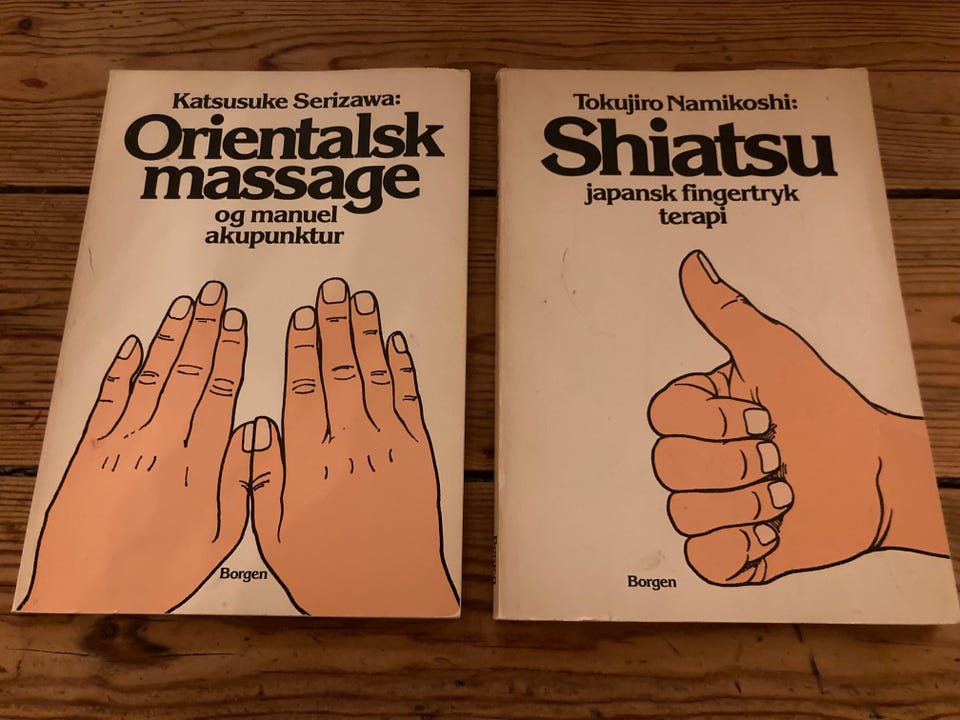 Katsusuke Serizawa:
Orientalsk
massage
og manuel
akupunktur
Borgen
Tokujiro Namikoshi:
Shiatsu
japansk fingertryk
terapi
Borgen